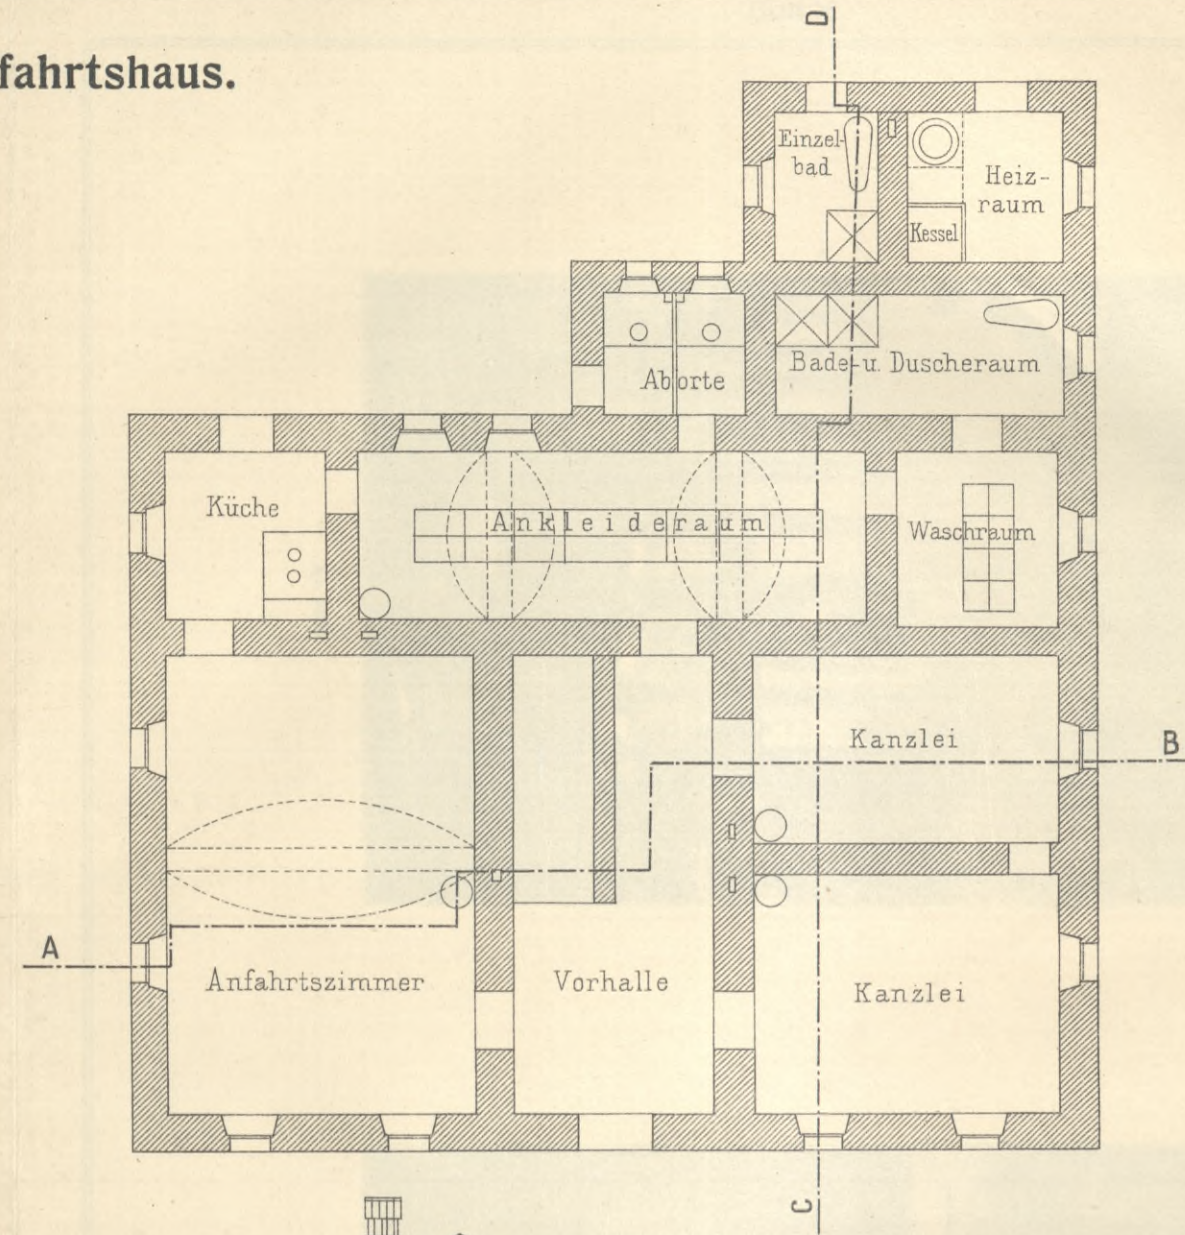 fahrtshaus.
D
Einzel-
bad
Heiz-
raum
Kessel
Aborte
Bade- u. Duscheraum
Küche
Ankleideraum
Waschraum
Kanzlei
B
A
Anfahrtszimmer
Vorhalle
Kanzlei
C